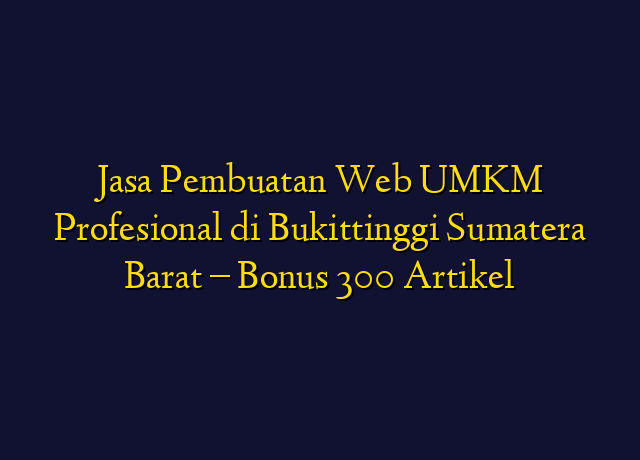 Jasa Pembuatan Web UMKM
Profesional di Bukittinggi Sumatera
Barat – Bonus 300 Artikel